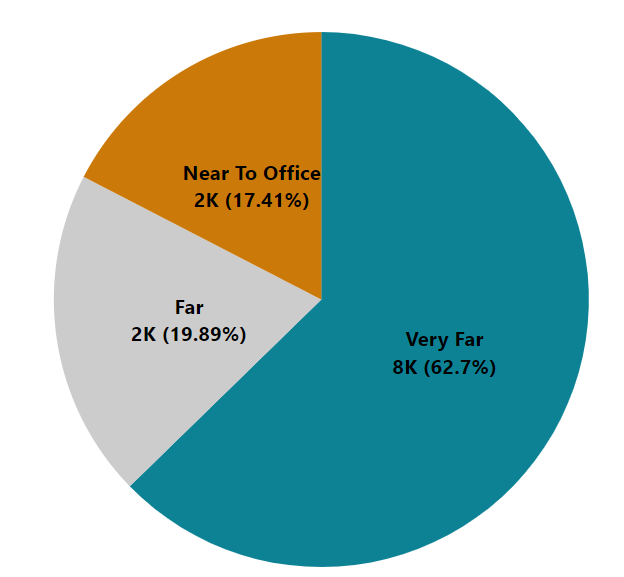 Near To Office
2K (17.41%)
Far
2K (19.89%)
Very Far
8K (62.7%)